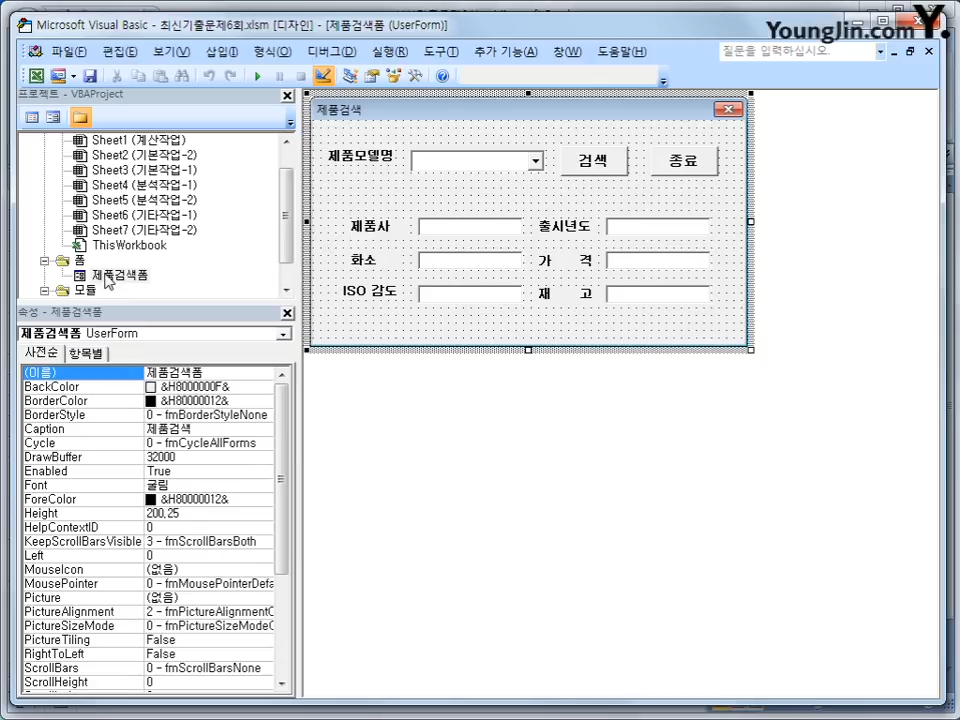 Microsoft Visual Basic - 최신기출문제6회.xlsm [디자인] - [제품검색폼 (UserForm)]
Youngjin.com Y.
파일(F) 편집(E) 보기(V) 삽입(I) 형식(O) 디버그(D) 실행(R) 도구(T) 추가 기능(A) 창(W) 도움말(H) 질문을 입력하십시오.
프로젝트 - VBAProject
Sheet1 (계산작업)
Sheet2 (기본작업-2)
Sheet3 (기본작업-1)
Sheet4 (분석작업-1)
Sheet5 (분석작업-2)
Sheet6 (기타작업-1)
Sheet7 (기타작업-2)
ThisWorkbook
폼
제품검색폼
모듈
속성 - 제품검색폼
제품검색폼 UserForm
사전순 항목별
(이름) 제품검색폼
BackColor &H8000000F&
BorderColor &H80000012&
BorderStyle 0 - fmBorderStyleNone
Caption 제품검색
Cycle 0 - fmCycleAllForms
DrawBuffer 32000
Enabled True
Font 굴림
ForeColor &H80000012&
Height 200,25
HelpContextID 0
KeepScrollBarsVisible 3 - fmScrollBarsBoth
Left 0
MouseIcon (없음)
MousePointer 0 - fmMousePointerDefa
Picture (없음)
PictureAlignment 2 - fmPictureAlignmentC
PictureSizeMode 0 - fmPictureSizeModeC
PictureTiling False
RightToLeft False
ScrollBars 0 - fmScrollBarsNone
ScrollHeight 0
제품검색
제품모델명 검색 종료
제품사 출시년도
화소 가 격
ISO 감도 재 고